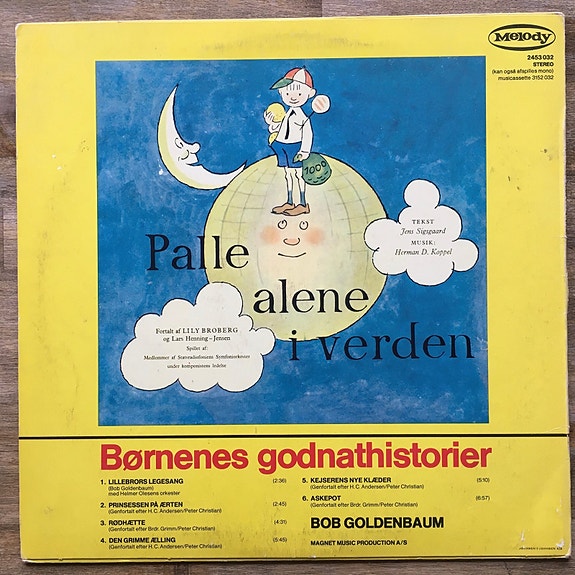 Melody
2453 032
STEREO
(kan også afspilles mono)
musicassette 3152 032
1000
TEKST
Jens Sigsgaard
MUSIK:
Herman D. Koppel
Palle
alene
i verden
Fortalt af LILY BROBERG
og Lars Henning-Jensen
Spillet af:
Medlemmer af Statsradiofoniens Symfoniorkester
under komponistens ledelse
Børnenes godnathistorier
1. LILLEBRORS LEGESANG (2:36)
(Bob Goldenbaum)
med Helmer Olesens orkester
2. PRINSESSEN PÅ ÆRTEN (2:45)
(Genfortalt efter H.C. Andersen/Peter Christian)
3. RØDHÆTTE (4:31)
(Genfortalt efter Brdr. Grimm/Peter Christian)
4. DEN GRIMME ÆLLING (5:45)
(Genfortalt efter H.C. Andersen/Peter Christian)
5. KEJSERENS NYE KLÆDER (5:10)
(Genfortalt efter H.C. Andersen/Peter Christian)
6. ASKEPOT (6:57)
(Genfortalt efter Brdr. Grimm/Peter Christian)
BOB GOLDENBAUM
MAGNET MUSIC PRODUCTION A/S